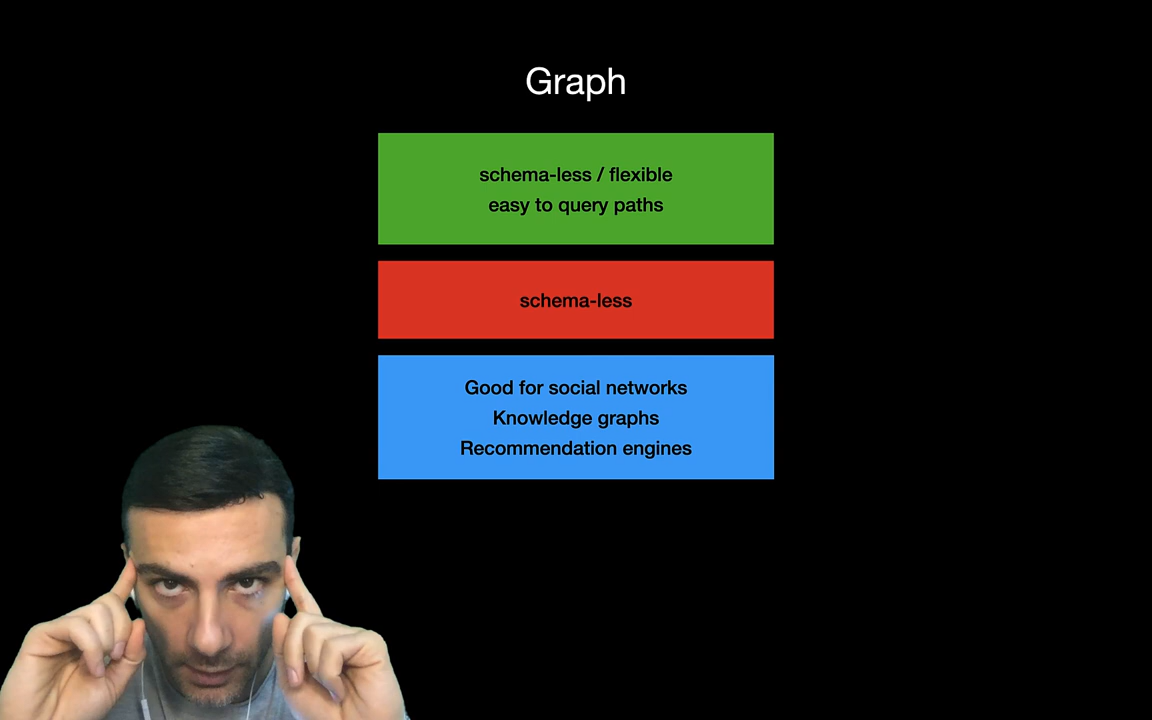 Graph
schema-less / flexible
easy to query paths
schema-less
Good for social networks
Knowledge graphs
Recommendation engines